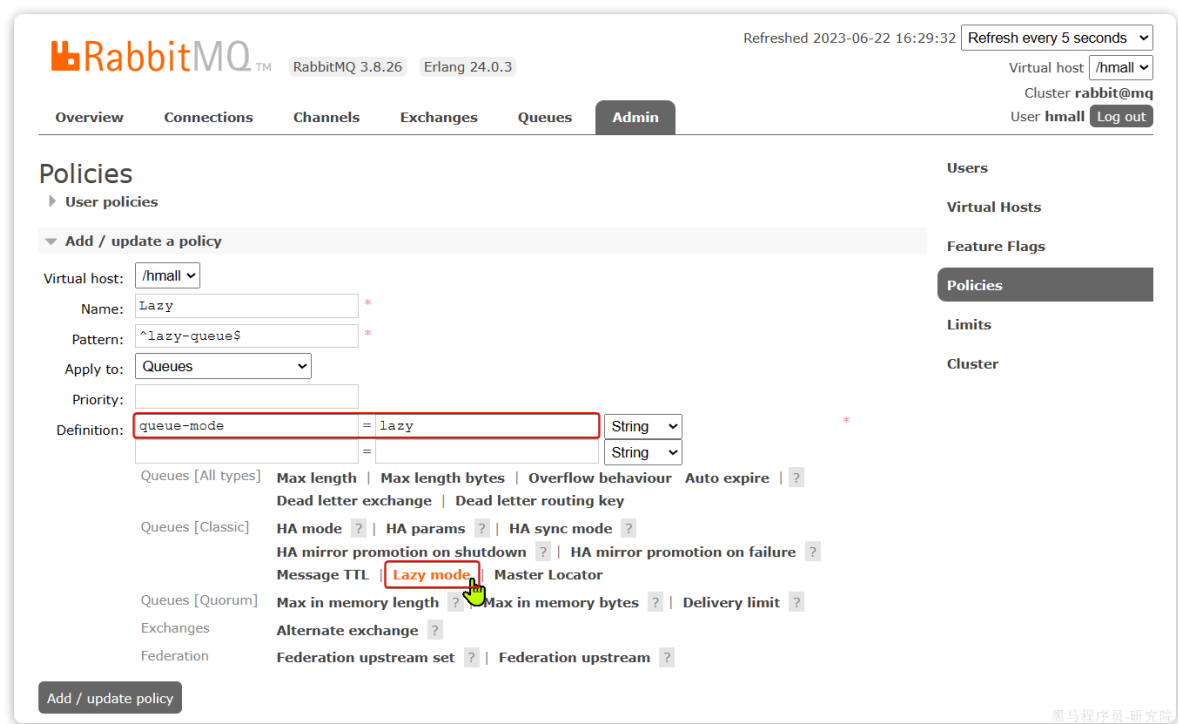 Refreshed 2023-06-22 16:29:32 Refresh every 5 seconds
RabbitMQ TM RabbitMQ 3.8.26 Erlang 24.0.3
Virtual host /hmall
Cluster rabbit@mq
User hmall Log out
Overview Connections Channels Exchanges Queues Admin
Policies
User policies
Add / update a policy
Virtual host: /hmall
Name: Lazy *
Pattern: ^lazy-queue$ *
Apply to: Queues
Priority:
Definition: queue-mode = lazy String *
= String
Queues [All types] Max length | Max length bytes | Overflow behaviour Auto expire | ?
Dead letter exchange | Dead letter routing key
Queues [Classic] HA mode ? | HA params ? | HA sync mode ?
HA mirror promotion on shutdown ? | HA mirror promotion on failure ?
Message TTL | Lazy mode | Master Locator
Queues [Quorum] Max in memory length ? | Max in memory bytes ? | Delivery limit ?
Exchanges Alternate exchange ?
Federation Federation upstream set ? | Federation upstream ?
Add / update policy
Users
Virtual Hosts
Feature Flags
Policies
Limits
Cluster
黑马程序员-研究院